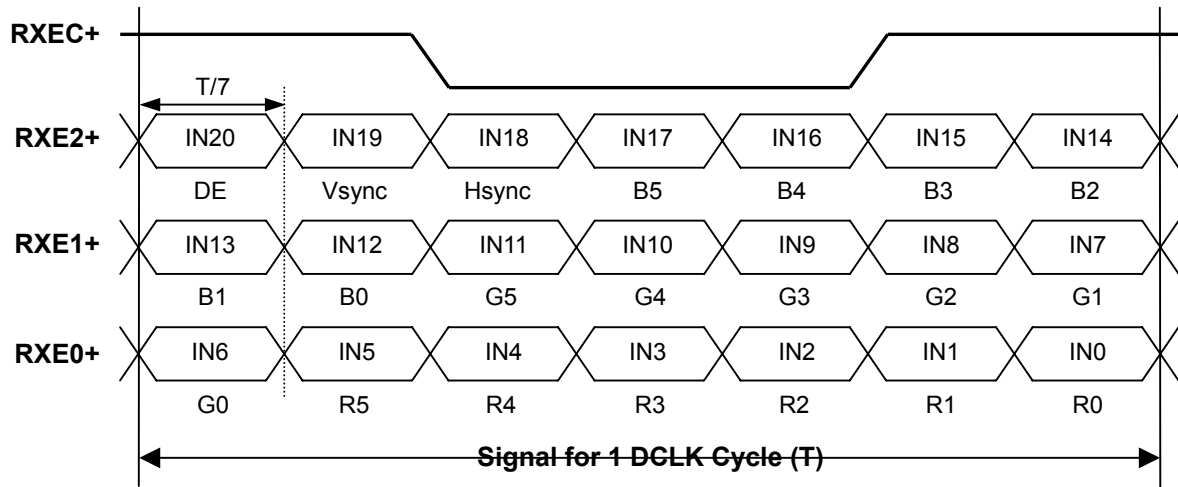 RXEC+
T/7
RXE2+ IN20 IN19 IN18 IN17 IN16 IN15 IN14
DE Vsync Hsync B5 B4 B3 B2
RXE1+ IN13 IN12 IN11 IN10 IN9 IN8 IN7
B1 B0 G5 G4 G3 G2 G1
RXE0+ IN6 IN5 IN4 IN3 IN2 IN1 IN0
G0 R5 R4 R3 R2 R1 R0
Signal for 1 DCLK Cycle (T)